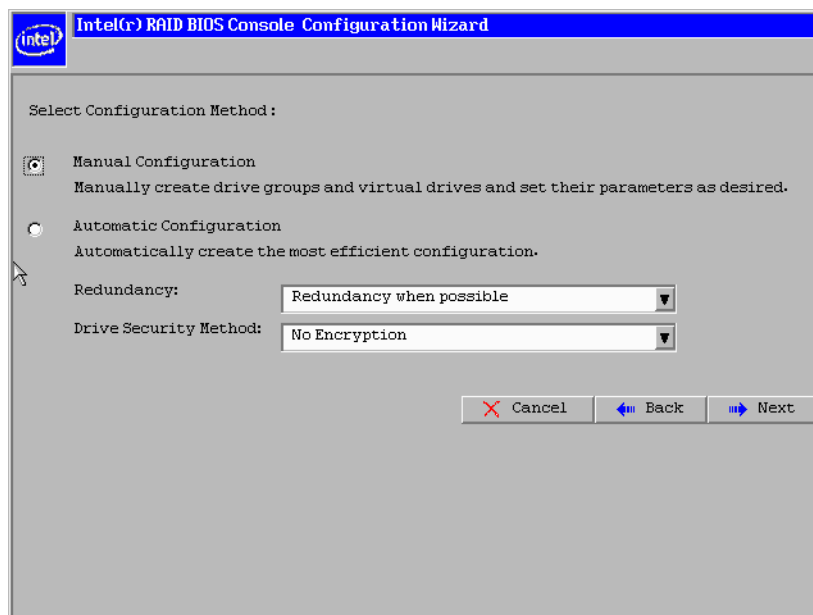 intel
Intel(r) RAID BIOS Console Configuration Wizard
Select Configuration Method:
Manual Configuration
Manually create drive groups and virtual drives and set their parameters as desired.
Automatic Configuration
Automatically create the most efficient configuration.
Redundancy:
Redundancy when possible
Drive Security Method:
No Encryption
Cancel
Back
Next